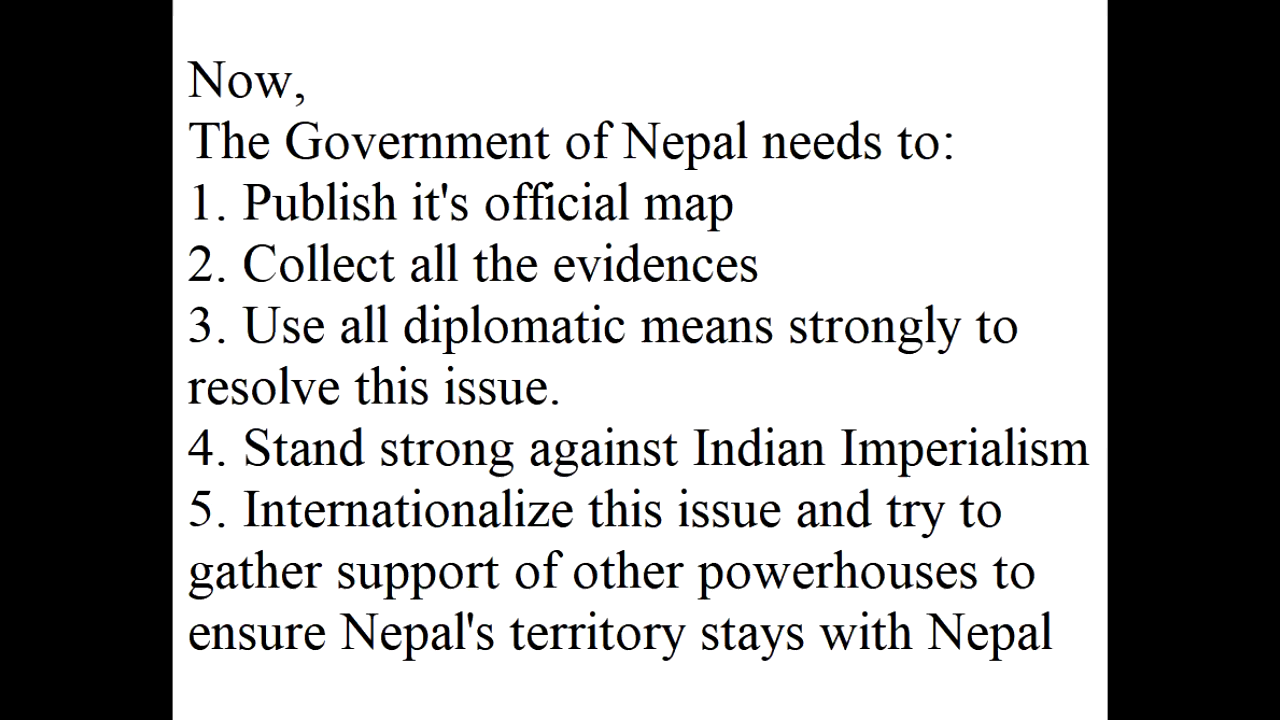 Now,
The Government of Nepal needs to:
1. Publish it's official map
2. Collect all the evidences
3. Use all diplomatic means strongly to
resolve this issue.
4. Stand strong against Indian Imperialism
5. Internationalize this issue and try to
gather support of other powerhouses to
ensure Nepal's territory stays with Nepal